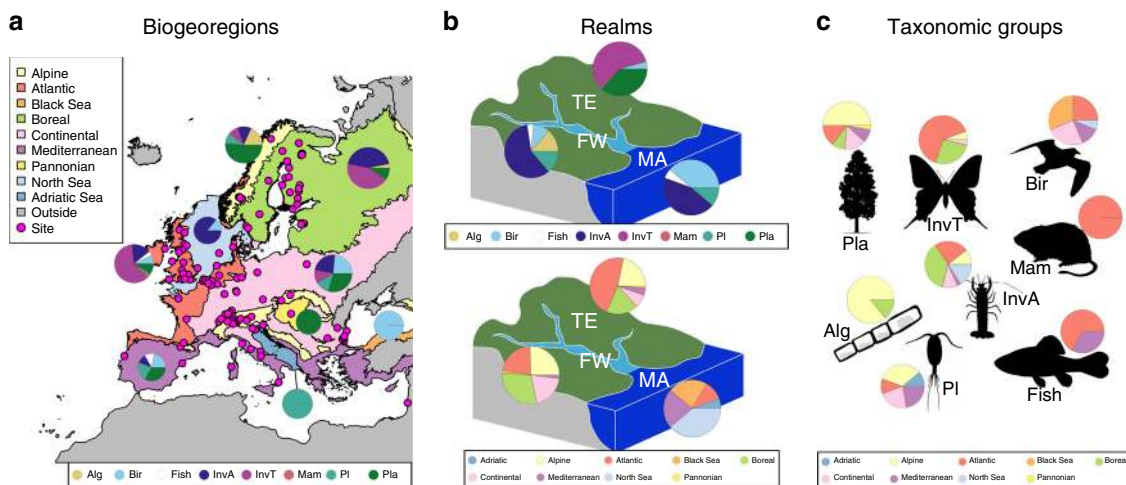 a Biogeoregions
Alpine
Atlantic
Black Sea
Boreal
Continental
Mediterranean
Pannonian
North Sea
Adriatic Sea
Outside
Site
Alg Bir Fish InvA InvT Mam Pl Pla
b Realms
TE
FW
MA
Alg Bir Fish InvA InvT Mam Pl Pla
TE
FW
MA
Adriatic Alpine Atlantic Black Sea Boreal
Continental Mediterranean North Sea Pannonian
c Taxonomic groups
Pla
InvT
Bir
Mam
InvA
Alg
Pl
Fish
Adriatic Alpine Atlantic Black Sea Boreal
Continental Mediterranean North Sea Pannonian